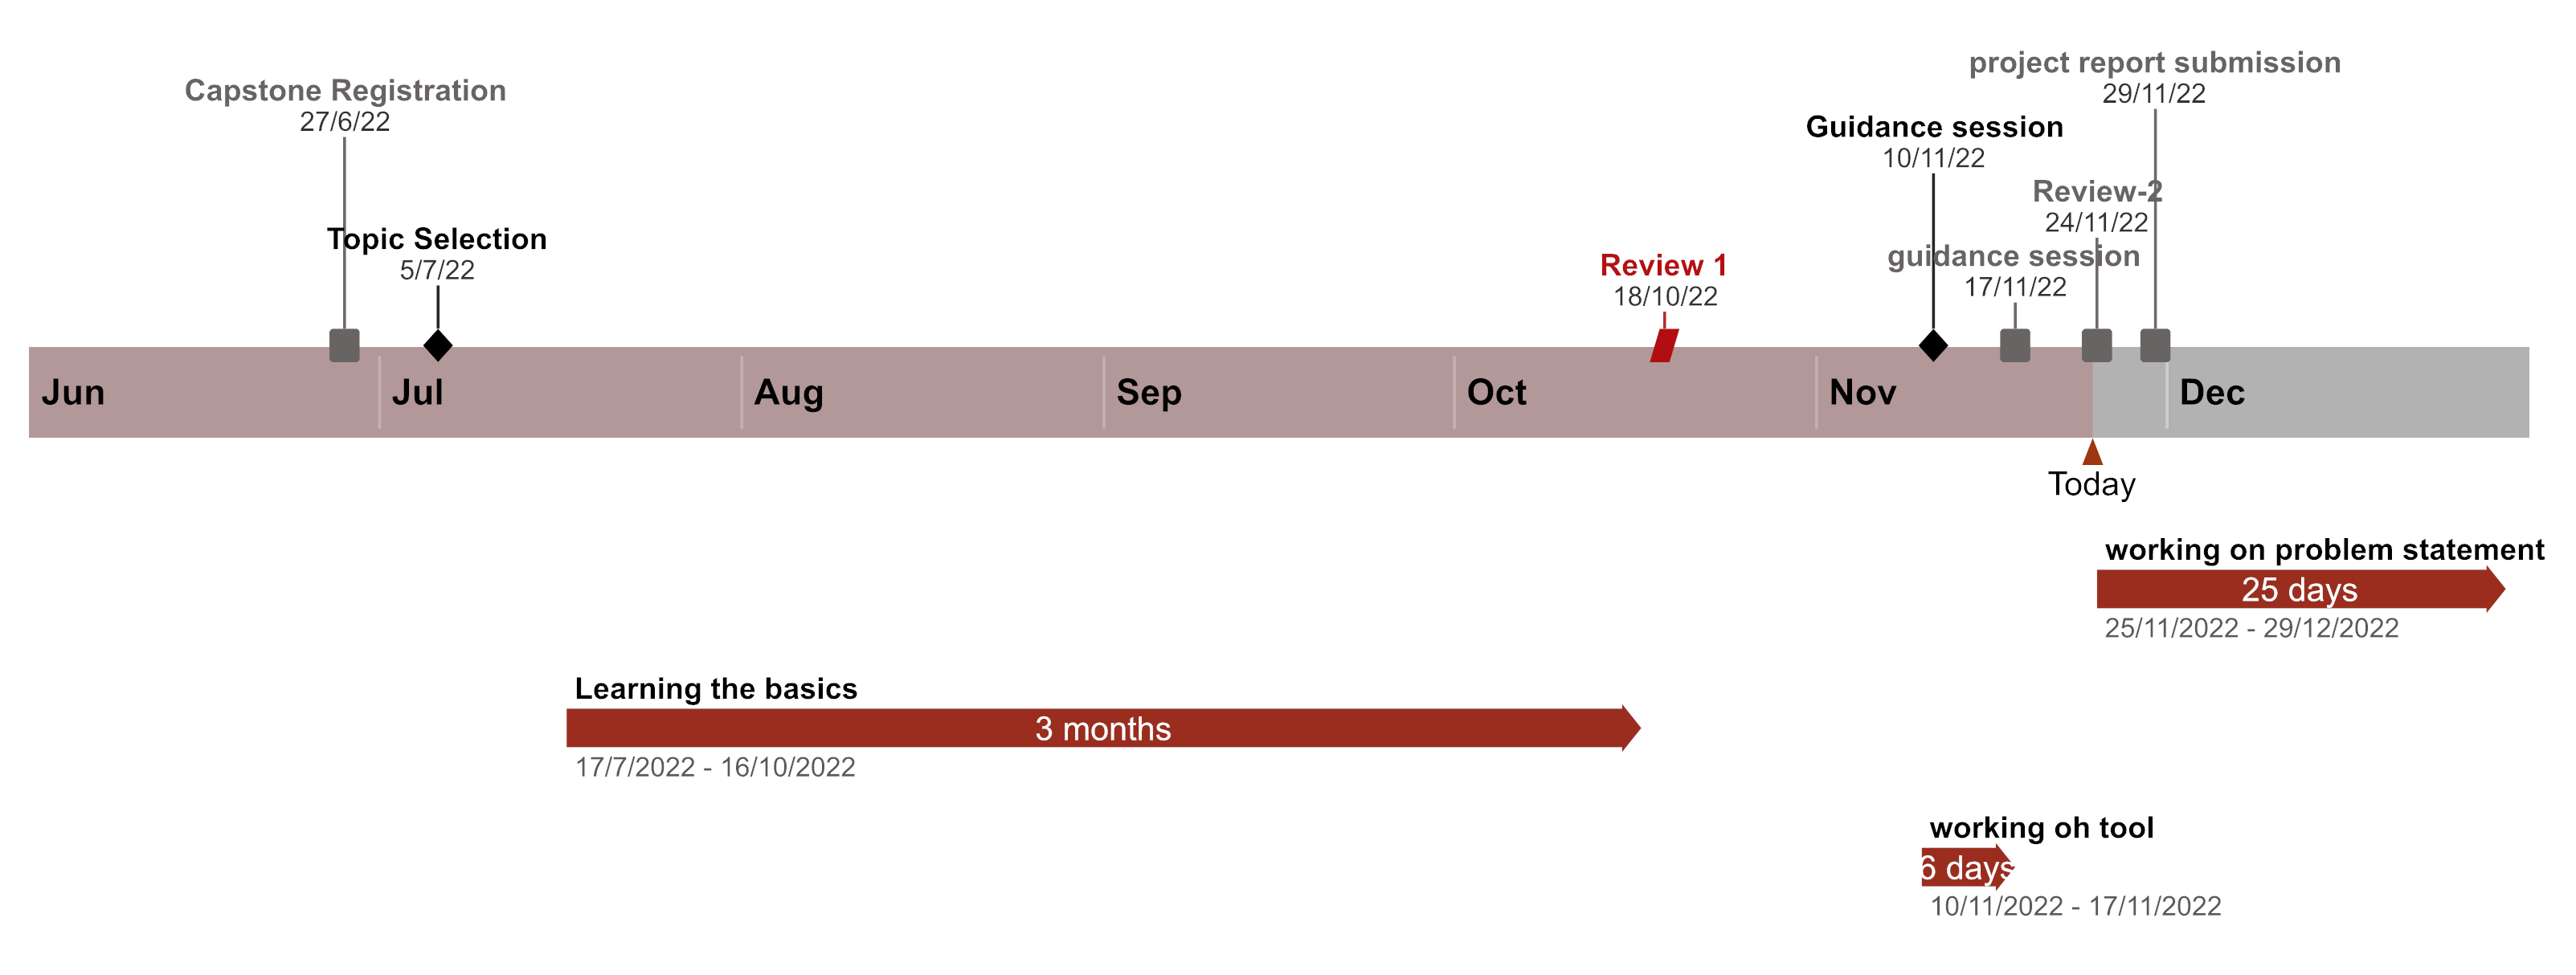 project report submission
29/11/22
Capstone Registration
27/6/22
Guidance session
10/11/22
Review-2
24/11/22
Topic Selection
5/7/22
guidance session
17/11/22
Review 1
18/10/22
Jun
Jul
Aug
Sep
Oct
Nov
Dec
Today
working on problem statement
25 days
25/11/2022 - 29/12/2022
Learning the basics
3 months
17/7/2022 - 16/10/2022
working oh tool
6 days
10/11/2022 - 17/11/2022